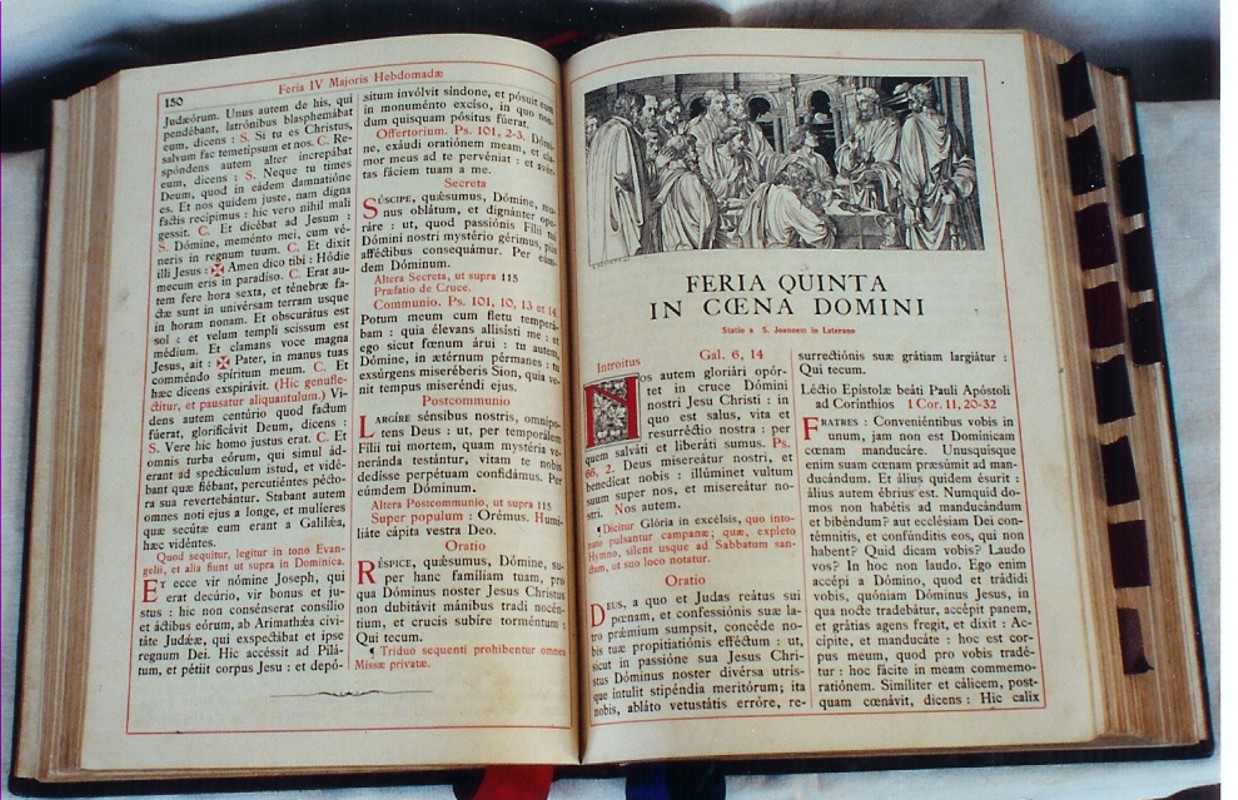 150
Feria IV Majoris Hebdomadæ
Judæórum. Unus autem de his, qui
pendébant, latrónibus blasphemábat
eum, dicens : S. Si tu es Christus,
salvum fac temetípsum et nos. C. Re-
spóndens autem alter increpábat
eum, dicens : S. Neque tu times
Deum, quod in eádem damnatióne
es. Et nos quidem juste, nam digna
factis recípimus : hic vero nihil mali
gessit. C. Et dicébat ad Jesum :
S. Dómine, meménto mei, cum vé-
neris in regnum tuum. C. Et dixit
illi Jesus : ✠ Amen dico tibi : Hódie
mecum eris in paradíso. C. Erat au-
tem fere hora sexta, et ténebræ fa-
ctæ sunt in univérsam terram usque
in horam nonam. Et obscurátus est
sol : et velum templi scissum est
médium. Et clamans voce magna
Jesus, ait : ✠ Pater, in manus tuas
comméndo spíritum meum. C. Et
hæc dicens exspirávit. (Hic genufle-
ctitur, et pausatur aliquantulum.) Vi-
dens autem centúrio quod factum
fúerat, glorificávit Deum, dicens :
S. Vere hic homo justus erat. C. Et
omnis turba eórum, qui simul ád-
erant ad spectáculum istud, et vidé-
bant quæ fiébant, percutiéntes pécto-
ra sua revertebántur. Stabant autem
omnes noti ejus a longe, et mulíeres
quæ secútæ eum erant a Galilǽa,
hæc vidéntes.
Quod sequitur, legitur in tono Evan-
gelii, et alia fiunt ut supra in Dominica.
ET ecce vir nómine Joseph, qui
erat decúrio, vir bonus et ju-
stus : hic non consénserat consílio
et áctibus eórum, ab Arimathǽa civi-
táte Judǽæ, qui exspectábat et ipse
regnum Dei. Hic accéssit ad Pilá-
tum, et pétiit corpus Jesu : et depó-
situm invólvit síndone, et pósuit eum
in monuménto excíso, in quo non-
dum quisquam pósitus fúerat.
Offertorium. Ps. 101, 2-3. Dómi-
ne, exáudi oratiónem meam, et cla-
mor meus ad te pervéniat : et avér-
tas fáciem tuam a me.
Secreta
SÚSCIPE, quǽsumus, Dómine, mu-
nus oblátum, et dignánter ope-
ráre : ut, quod passiónis Fílii tui
Dómini nostri mystério gérimus, piis
afféctibus consequámur. Per eúm-
dem Dóminum.
Altera Secreta, ut supra 115
Præfatio de Cruce.
Communio. Ps. 101, 10, 13 et 14.
Potum meum cum fletu temperá-
bam : quia élevans allisísti me : et
ego sicut fœnum árui : tu autem,
Dómine, in ætérnum pérmanes : tu
exsúrgens miseréberis Sion, quia ve-
nit tempus miseréndi ejus.
Postcommunio
LARGÍRE sénsibus nostris, omnípo-
tens Deus : ut, per temporálem
Fílii tui mortem, quam mystéria ve-
neránda testántur, vitam te nobis
dedísse perpétuam confidámus. Per
eúmdem Dóminum.
Altera Postcommunio, ut supra 115
Super populum : Orémus. Humi-
liáte cápita vestra Deo.
Oratio
RÉSPICE, quǽsumus, Dómine, su-
per hanc famíliam tuam, pro
qua Dóminus noster Jesus Christus
non dubitávit mánibus tradi nocén-
tium, et crucis subíre torméntum :
Qui tecum.
¶ Triduo sequenti prohibentur omnes
Missæ privatæ.
FERIA QUINTA
IN CŒNA DOMINI
Statio a S. Joannem in Laterano
Introitus Gal. 6, 14
NOS autem gloriári opór-
tet in cruce Dómini
nostri Jesu Christi : in
quo est salus, vita et
resurréctio nostra : per
quem salváti et liberáti sumus. Ps.
66, 2. Deus misereátur nostri, et
benedícat nobis : illúminet vultum
suum super nos, et misereátur no-
stri. Nos autem.
¶ Dicitur Glória in excélsis, quo into-
nato pulsantur campanæ; quæ, expleto
Hymno, silent usque ad Sabbatum san-
ctum, ut suo loco notatur.
Oratio
DEUS, a quo et Judas reátus sui
pœnam, et confessiónis suæ la-
tro prǽmium sumpsit, concéde no-
bis tuæ propitiatiónis efféctum : ut,
sicut in passióne sua Jesus Chri-
stus Dóminus noster divérsa utrís-
que íntulit stipéndia meritórum; ita
nobis, abláto vetustátis erróre, re-
surrectiónis suæ grátiam largiátur :
Qui tecum.
Léctio Epístolæ beáti Pauli Apóstoli
ad Corínthios 1 Cor. 11, 20-32
FRATRES : Conveniéntibus vobis in
unum, jam non est Domínicam
cœnam manducáre. Unusquísque
enim suam cœnam præsúmit ad man-
ducándum. Et álius quidem ésurit :
álius autem ébrius est. Numquid do-
mos non habétis ad manducándum
et bibéndum? aut ecclésiam Dei con-
témnitis, et confúnditis eos, qui non
habent? Quid dicam vobis? Laudo
vos? In hoc non laudo. Ego enim
accépi a Dómino, quod et trádidi
vobis, quóniam Dóminus Jesus, in
qua nocte tradebátur, accépit panem,
et grátias agens fregit, et dixit : Ac-
cípite, et manducáte : hoc est cor-
pus meum, quod pro vobis tradé-
tur : hoc fácite in meam commemo-
ratiónem. Simíliter et cálicem, post-
quam cœnávit, dicens : Hic calix